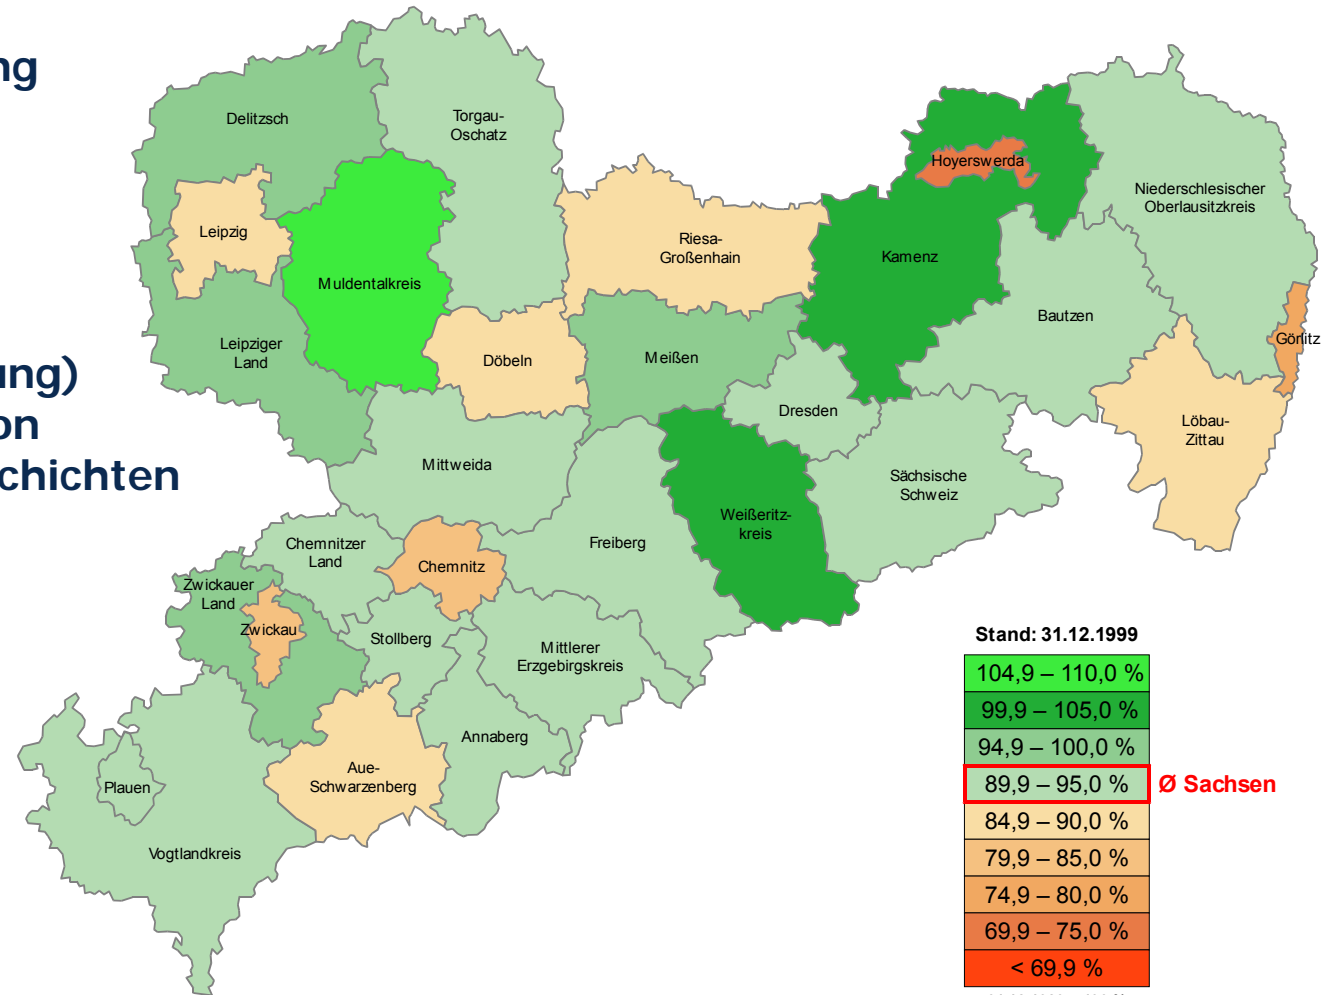 ng
ung)
on
chichten
Delitzsch
Torgau-
Oschatz
Hoyerswerda
Niederschlesischer
Oberlausitzkreis
Leipzig
Riesa-
Großenhain
Kamenz
Muldentalkreis
Bautzen
Görlitz
Leipziger
Land
Döbeln
Meißen
Dresden
Löbau-
Zittau
Mittweida
Sächsische
Schweiz
Weißeritz-
kreis
Freiberg
Chemnitzer
Land
Chemnitz
Zwickauer
Land
Zwickau
Stollberg
Mittlerer
Erzgebirgskreis
Annaberg
Aue-
Schwarzenberg
Plauen
Vogtlandkreis
Stand: 31.12.1999
104,9 – 110,0 %
99,9 – 105,0 %
94,9 – 100,0 %
89,9 – 95,0 %
Ø Sachsen
84,9 – 90,0 %
79,9 – 85,0 %
74,9 – 80,0 %
69,9 – 75,0 %
< 69,9 %